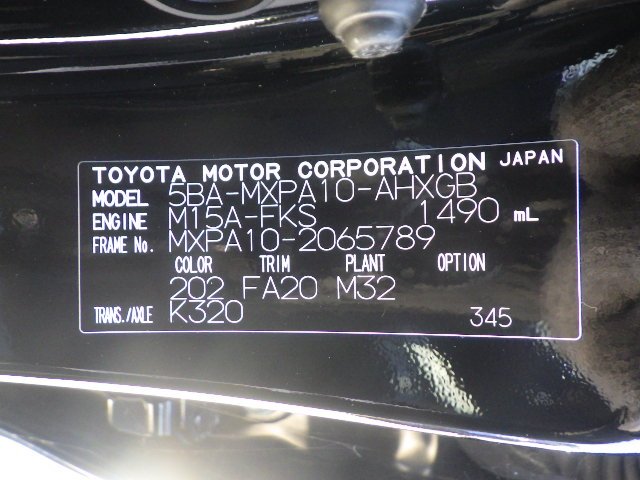 TOYOTA MOTOR CORPORATION JAPAN
MODEL 5BA-MXPA10-AHXGB
ENGINE M15A-FKS 1490 mL
FRAME No. MXPA10-2065789
COLOR TRIM PLANT OPTION
202 FA20 M32
TRANS./AXLE K320 345